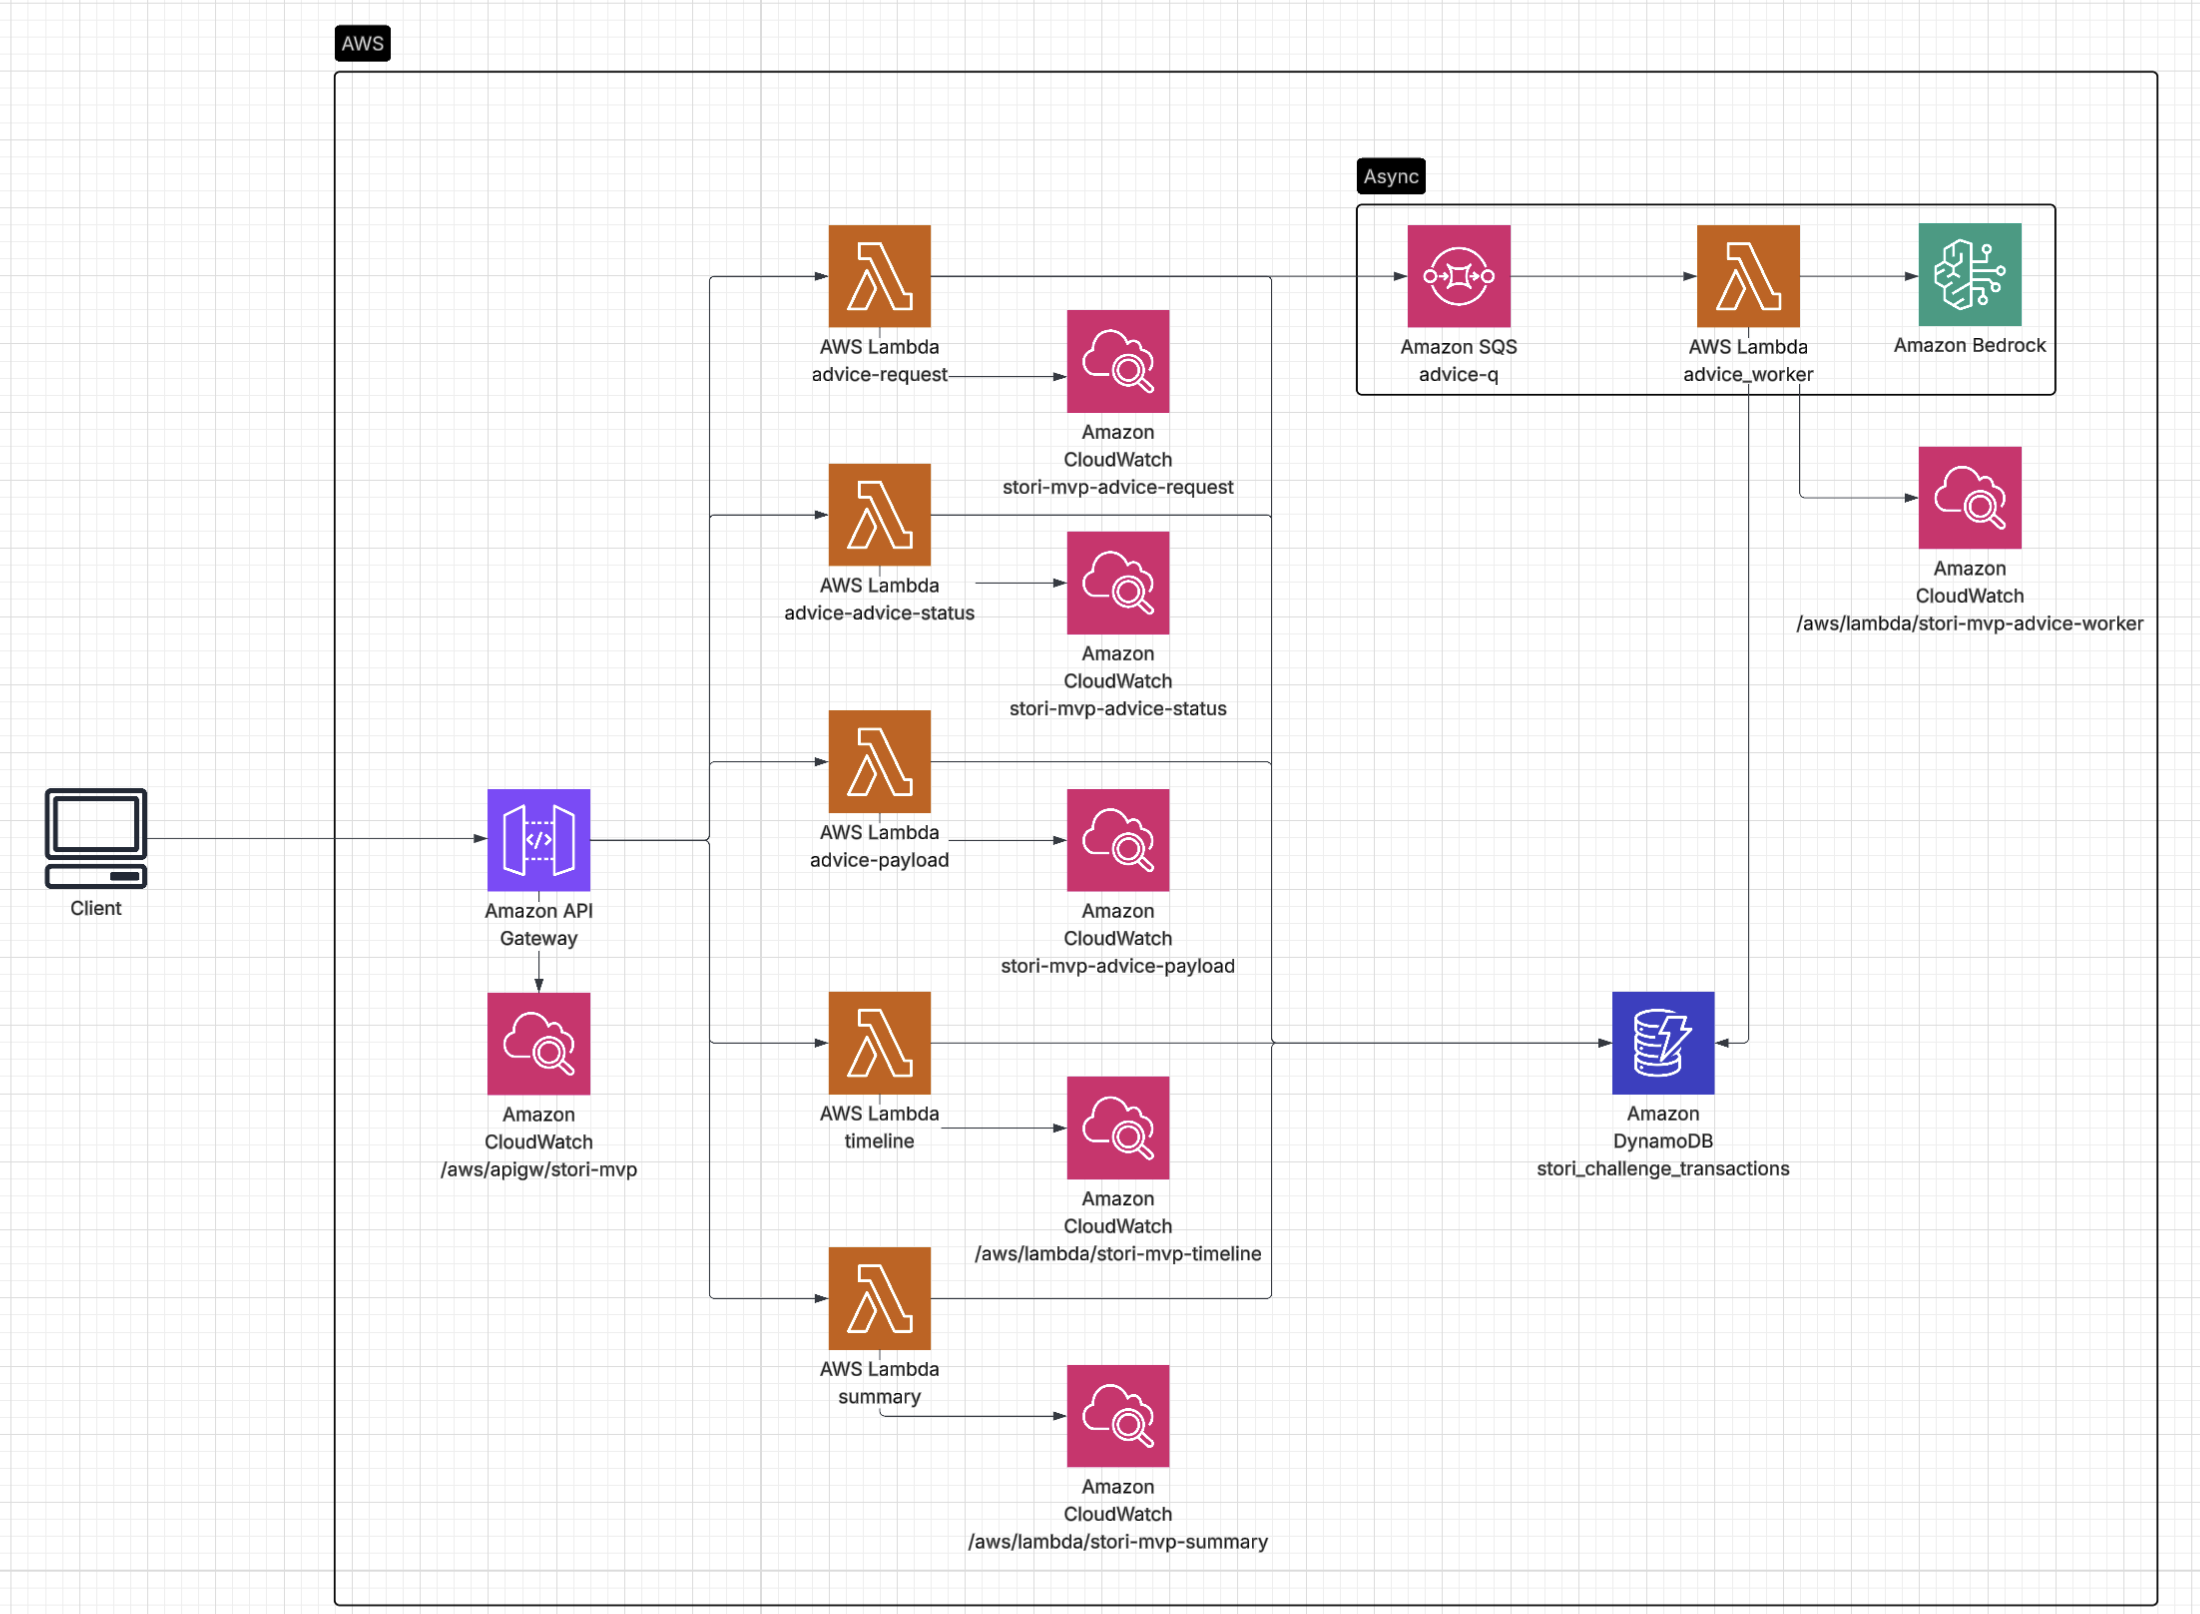 AWS
Async
AWS Lambda
advice-request
Amazon
CloudWatch
stori-mvp-advice-request
Amazon SQS
advice-q
AWS Lambda
advice_worker
Amazon Bedrock
Amazon
CloudWatch
/aws/lambda/stori-mvp-advice-worker
AWS Lambda
advice-advice-status
Amazon
CloudWatch
stori-mvp-advice-status
AWS Lambda
advice-payload
Amazon
CloudWatch
stori-mvp-advice-payload
Client
Amazon API
Gateway
Amazon
CloudWatch
/aws/apigw/stori-mvp
AWS Lambda
timeline
Amazon
CloudWatch
/aws/lambda/stori-mvp-timeline
Amazon
DynamoDB
stori_challenge_transactions
AWS Lambda
summary
Amazon
CloudWatch
/aws/lambda/stori-mvp-summary